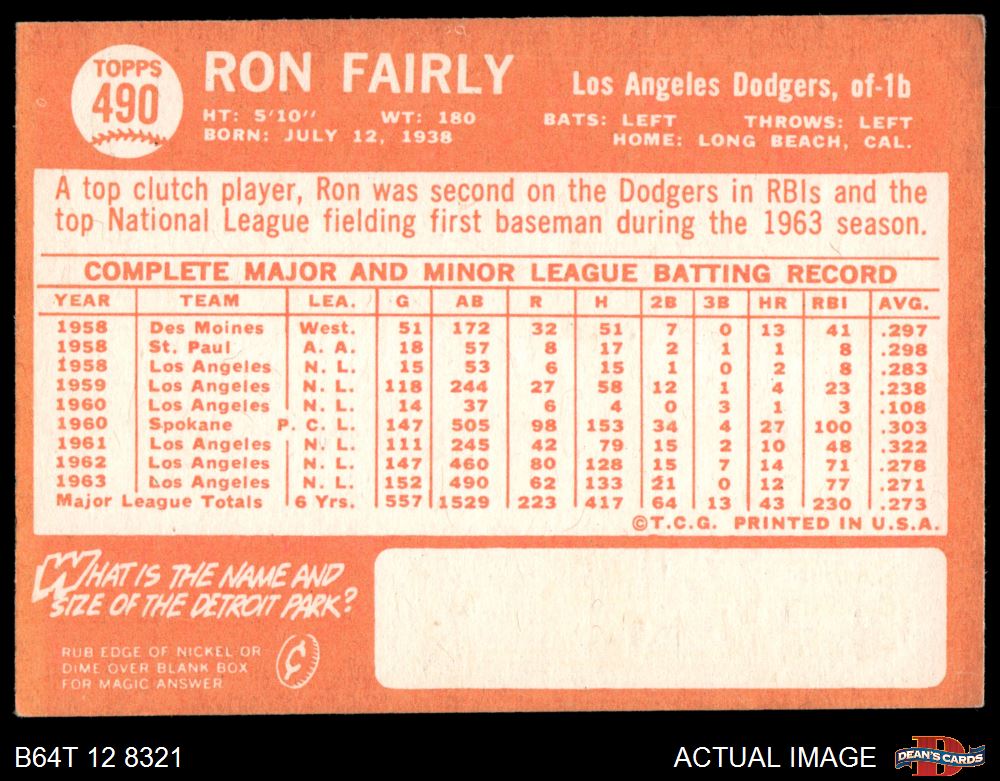 TOPPS
490
RON FAIRLY
Los Angeles Dodgers, of-1b
HT: 5'10" WT: 180
BATS: LEFT THROWS: LEFT
BORN: JULY 12, 1938
HOME: LONG BEACH, CAL.
A top clutch player, Ron was second on the Dodgers in RBIs and the
top National League fielding first baseman during the 1963 season.
COMPLETE MAJOR AND MINOR LEAGUE BATTING RECORD
YEAR TEAM LEA. G AB R H 2B 3B HR RBI AVG.
1958 Des Moines West. 51 172 32 51 7 0 13 41 .297
1958 St. Paul A. A. 18 57 8 17 2 1 1 8 .298
1958 Los Angeles N. L. 15 53 6 15 1 0 2 8 .283
1959 Los Angeles N. L. 118 244 27 58 12 1 4 23 .238
1960 Los Angeles N. L. 14 37 6 4 0 3 1 3 .108
1960 Spokane P. C. L. 147 505 98 153 34 4 27 100 .303
1961 Los Angeles N. L. 111 245 42 79 15 2 10 48 .322
1962 Los Angeles N. L. 147 460 80 128 15 7 14 71 .278
1963 Los Angeles N. L. 152 490 62 133 21 0 12 77 .271
Major League Totals 6 Yrs. 557 1529 223 417 64 13 43 230 .273
©T.C.G. PRINTED IN U.S.A.
WHAT IS THE NAME AND
SIZE OF THE DETROIT PARK?
RUB EDGE OF NICKEL OR
DIME OVER BLANK BOX
FOR MAGIC ANSWER
¢
B64T 12 8321
ACTUAL IMAGE
D
DEAN'S CARDS